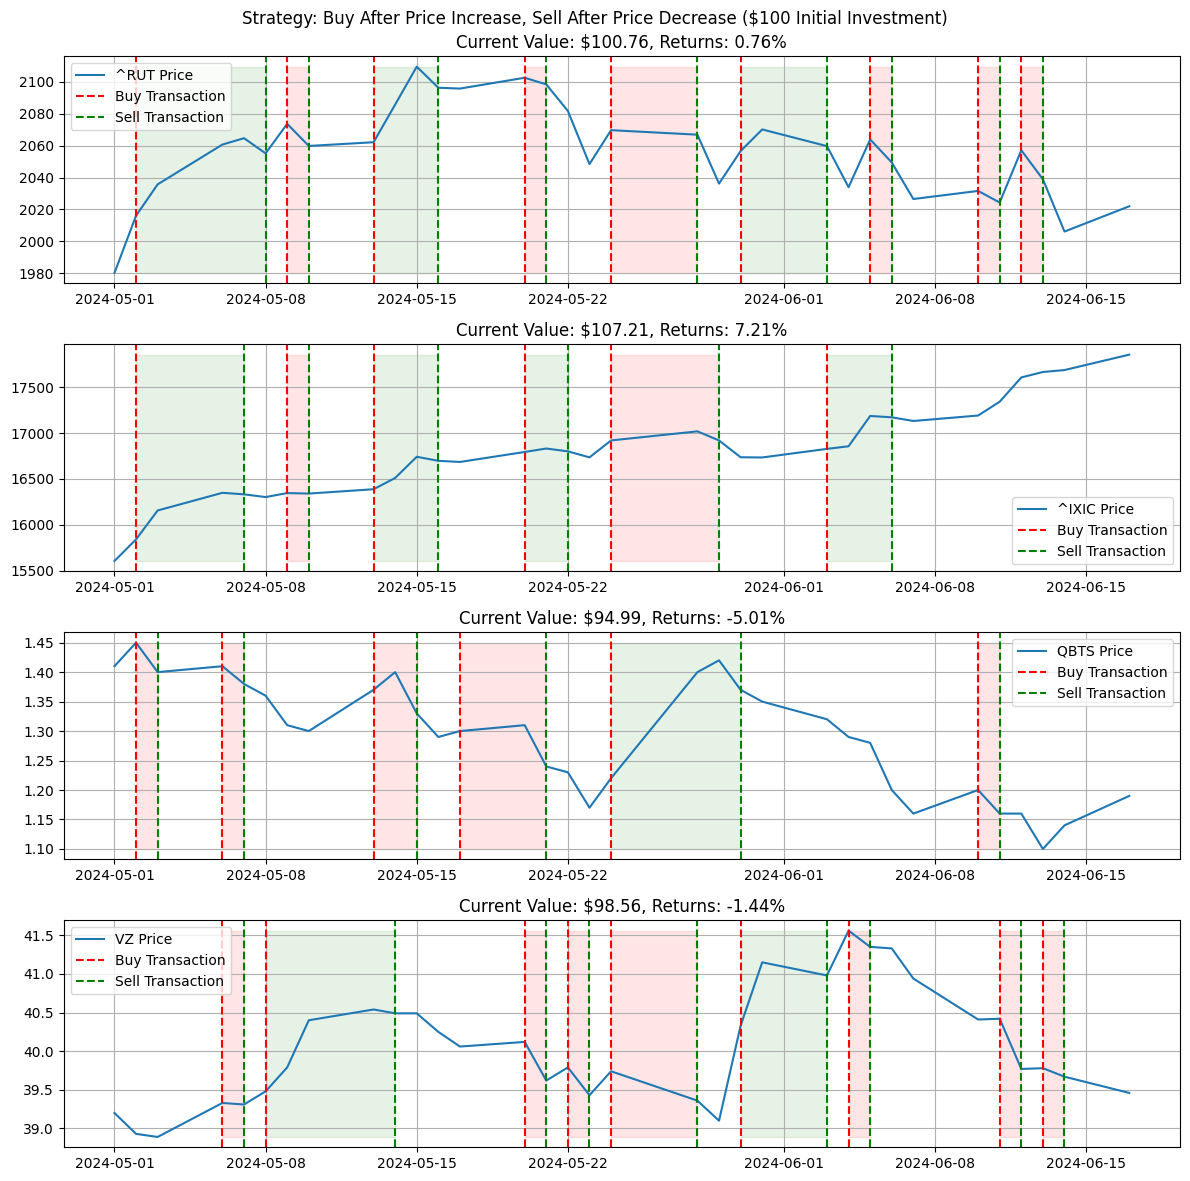 Strategy: Buy After Price Increase, Sell After Price Decrease ($100 Initial Investment)
Current Value: $100.76, Returns: 0.76%
^RUT Price
Buy Transaction
Sell Transaction
2100
2080
2060
2040
2020
2000
1980
2024-05-01 2024-05-08 2024-05-15 2024-05-22 2024-06-01 2024-06-08 2024-06-15
Current Value: $107.21, Returns: 7.21%
17500
17000
16500
16000
15500
^IXIC Price
Buy Transaction
Sell Transaction
2024-05-01 2024-05-08 2024-05-15 2024-05-22 2024-06-01 2024-06-08 2024-06-15
Current Value: $94.99, Returns: -5.01%
1.45
1.40
1.35
1.30
1.25
1.20
1.15
1.10
QBTS Price
Buy Transaction
Sell Transaction
2024-05-01 2024-05-08 2024-05-15 2024-05-22 2024-06-01 2024-06-08 2024-06-15
Current Value: $98.56, Returns: -1.44%
VZ Price
Buy Transaction
Sell Transaction
41.5
41.0
40.5
40.0
39.5
39.0
2024-05-01 2024-05-08 2024-05-15 2024-05-22 2024-06-01 2024-06-08 2024-06-15